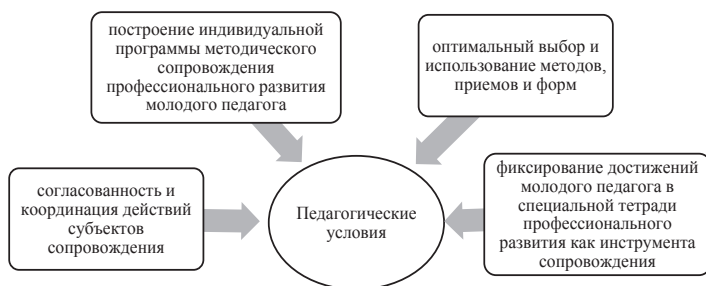 построение индивидуальной
программы методического
сопровождения
профессионального развития
молодого педагога
оптимальный выбор и
использование методов,
приемов и форм
согласованность и
координация действий
субъектов
сопровождения
Педагогические
условия
фиксирование достижений
молодого педагога в
специальной тетради
профессионального
развития как инструмента
сопровождения